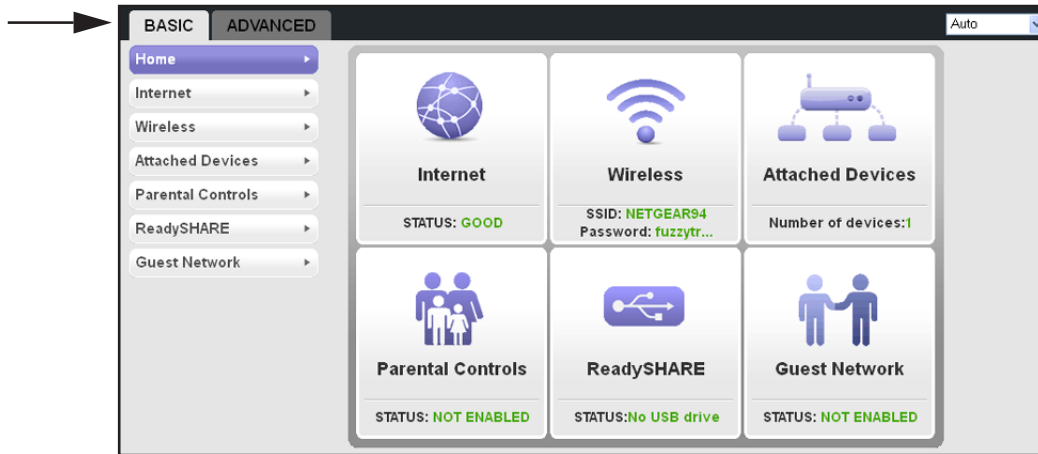 BASIC ADVANCED Auto
Home
Internet
Wireless
Attached Devices
Parental Controls
ReadySHARE
Guest Network
Internet
STATUS: GOOD
Wireless
SSID: NETGEAR94
Password: fuzzytr...
Attached Devices
Number of devices:1
Parental Controls
STATUS: NOT ENABLED
ReadySHARE
STATUS:No USB drive
Guest Network
STATUS: NOT ENABLED